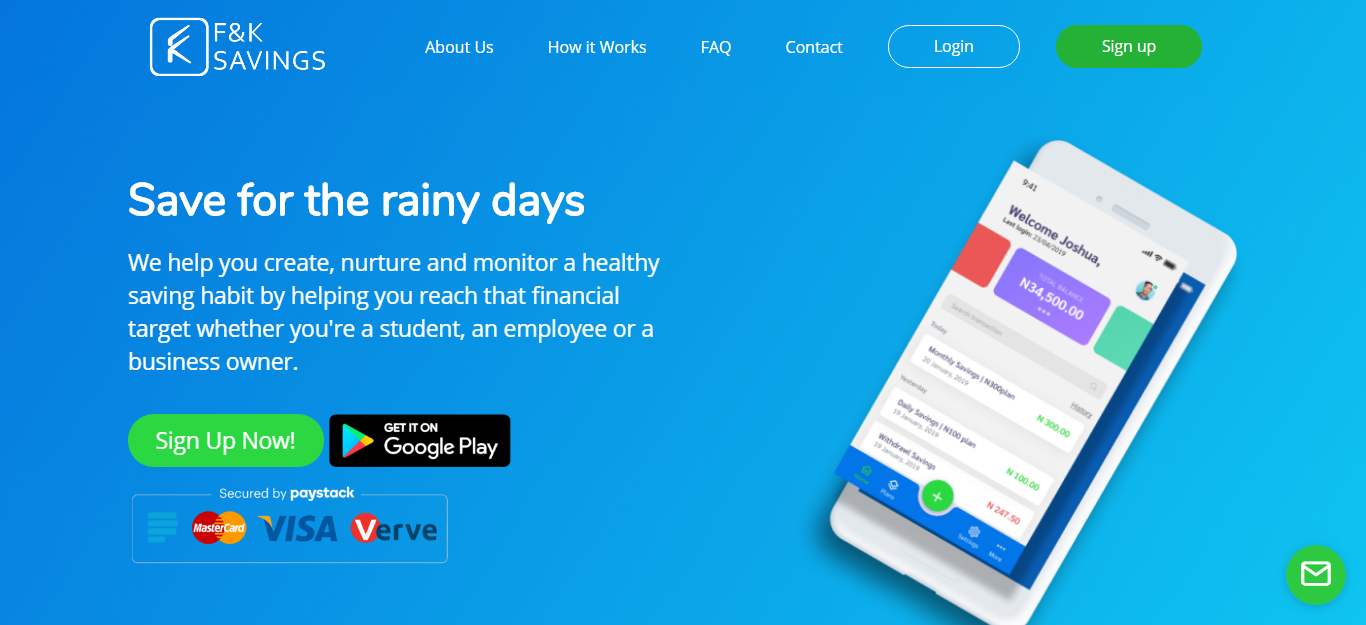 F&K
SAVINGS
About Us
How it Works
FAQ
Contact
Login
Sign up
Save for the rainy days
We help you create, nurture and monitor a healthy
saving habit by helping you reach that financial
target whether you're a student, an employee or a
business owner.
Sign Up Now!
GET IT ON
Google Play
Secured by paystack
MasterCard
VISA
Verve
9:41
Welcome Joshua,
Last login: 23/04/2019
TOTAL BALANCE
N34,500.00
Search transaction
Today
History
Monthly Savings | N300plan
20 January, 2019
N 300.00
Yesterday
Daily Savings | N100 plan
19 January, 2019
N 100.00
Withdrawl Savings
19 January, 2019
N 247.50
Home
Plans
Settings
More